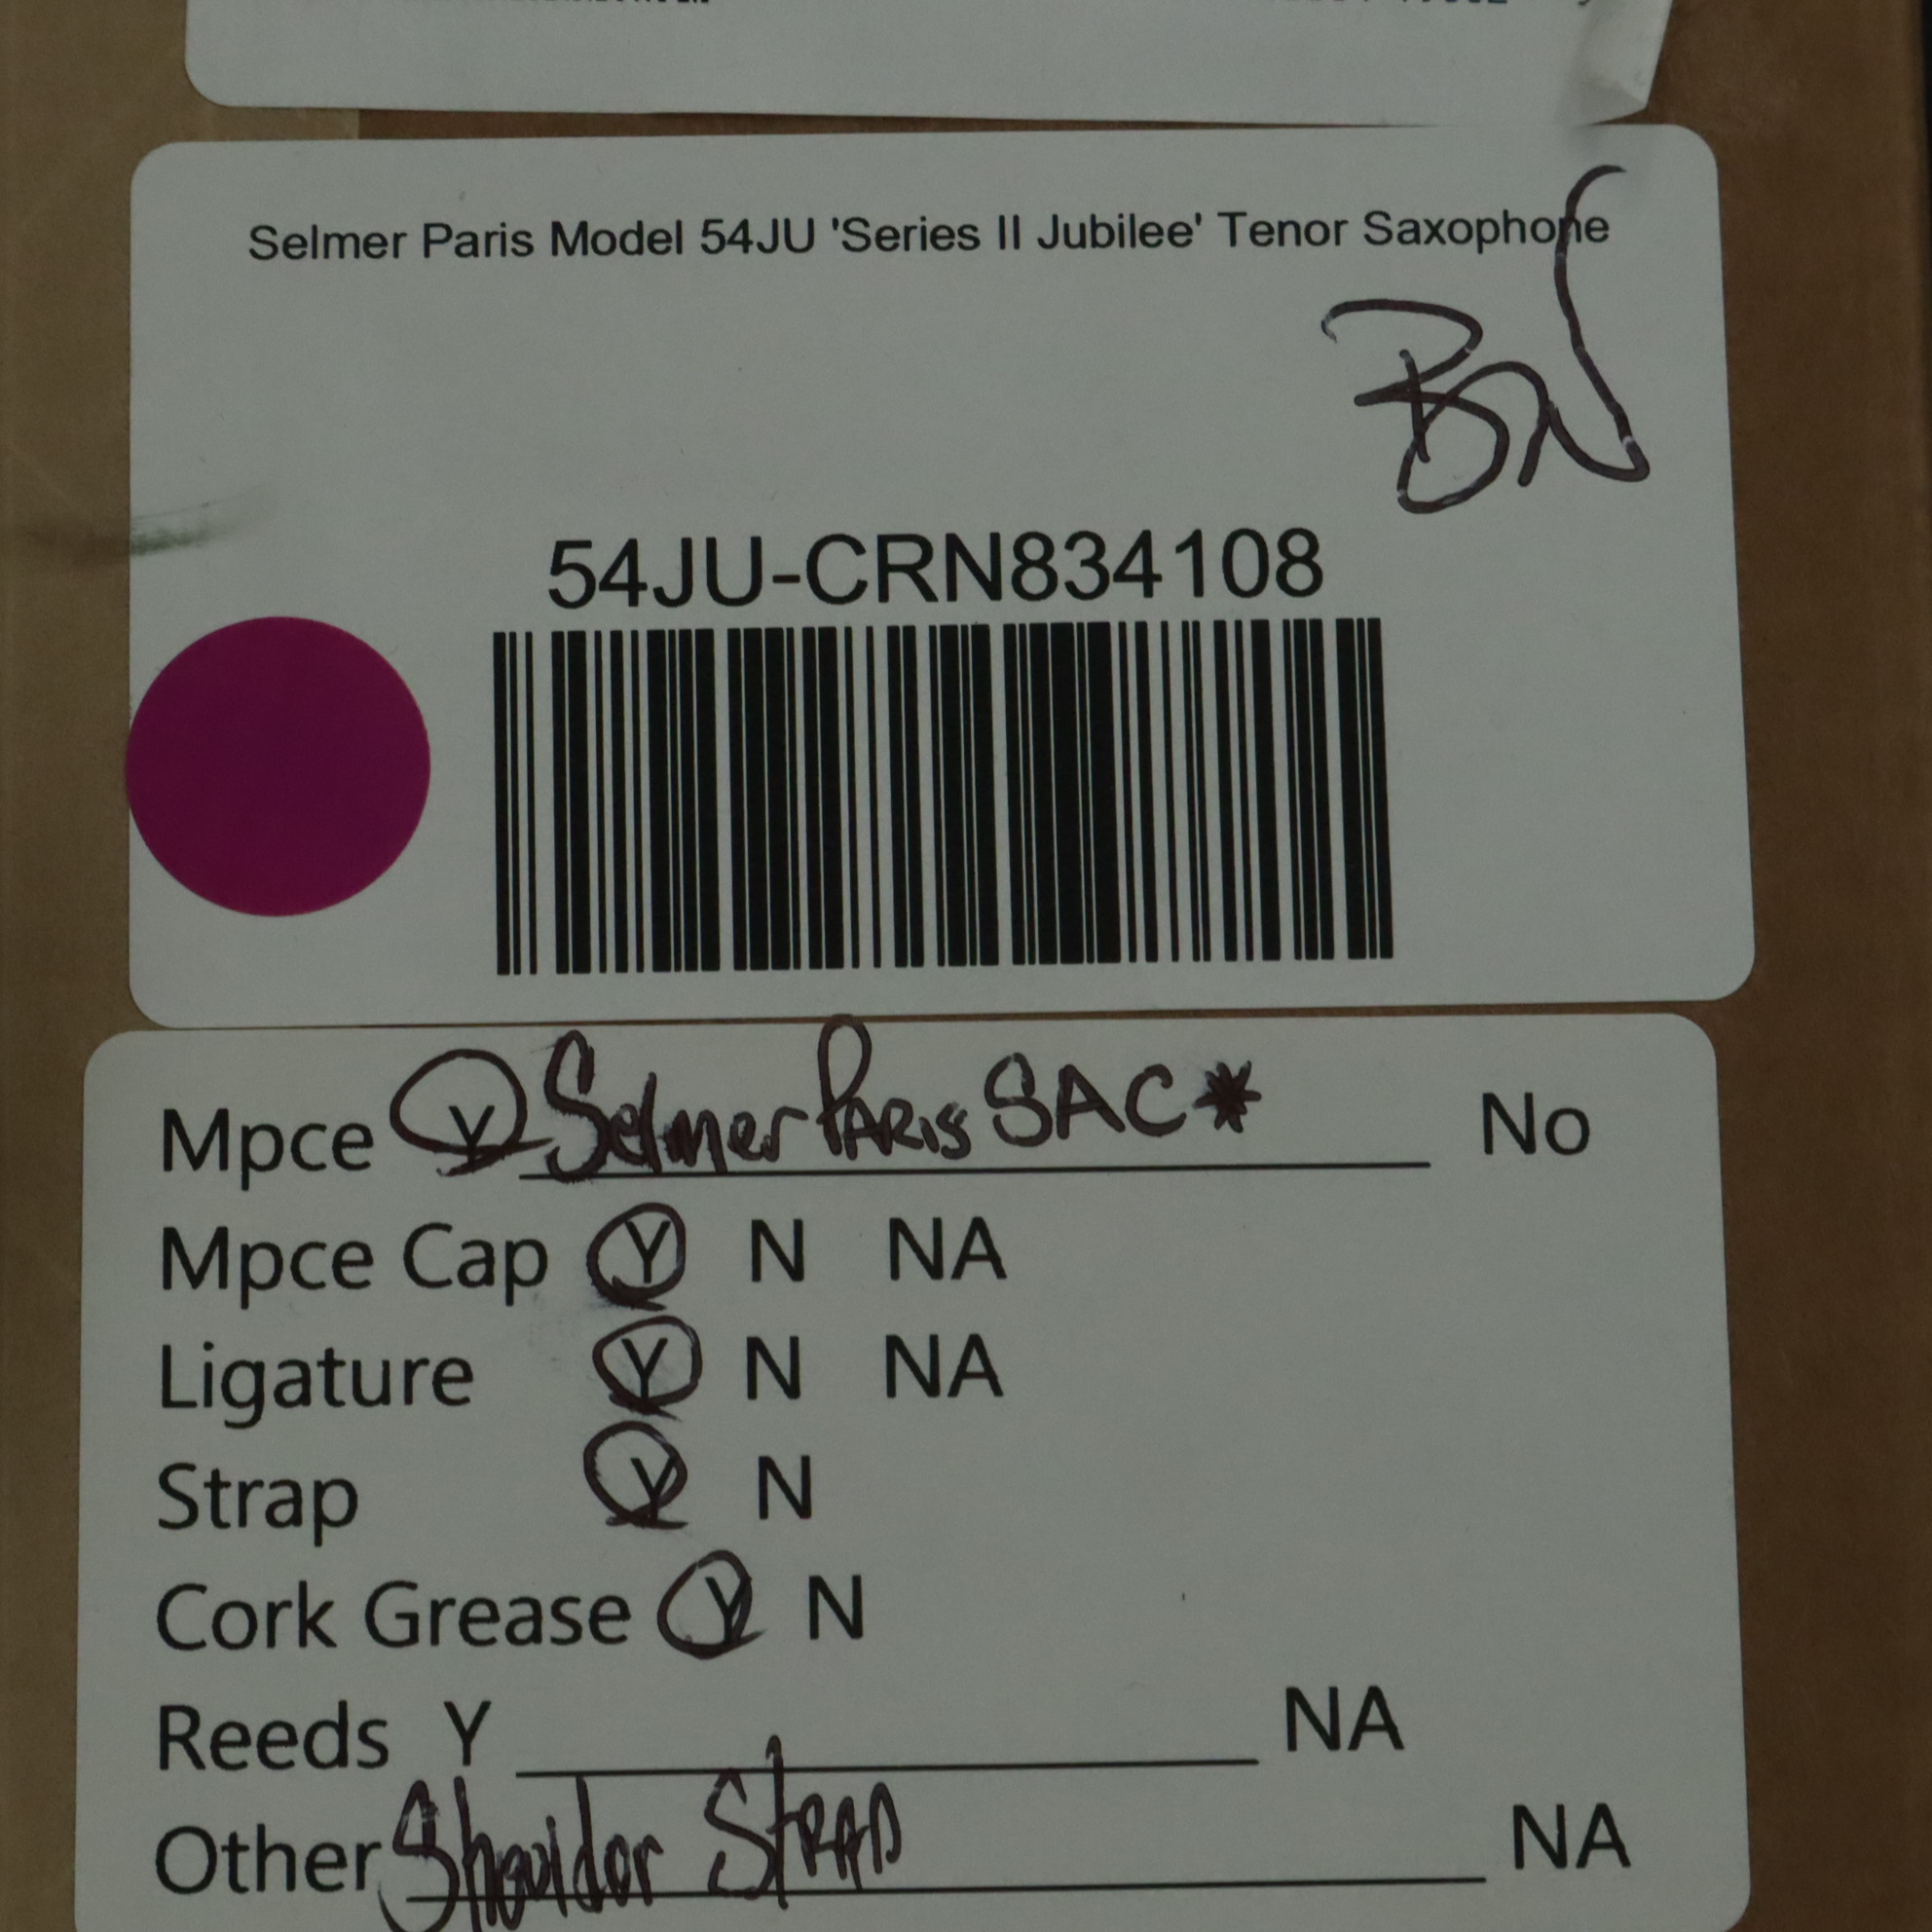 Selmer Paris Model 54JU 'Series II Jubilee' Tenor Saxophone
BN
54JU-CRN834108
Mpce Y Selmer PARIS SAC* No
Mpce Cap Y N NA
Ligature Y N NA
Strap Y N
Cork Grease Y N
Reeds Y NA
Other Shouldor STRAP NA